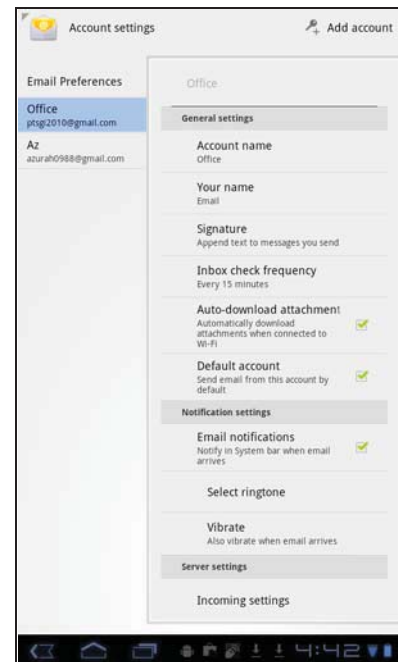 Account settings
Add account
Email Preferences
Office
ptsgi2010@gmail.com
Az
azurah0988@gmail.com
Office
General settings
Account name
Office
Your name
Email
Signature
Append text to messages you send
Inbox check frequency
Every 15 minutes
Auto-download attachment
Automatically download
attachments when connected to
Wi-Fi
Default account
Send email from this account by
default
Notification settings
Email notifications
Notify in System bar when email
arrives
Select ringtone
Vibrate
Also vibrate when email arrives
Server settings
Incoming settings
4:42